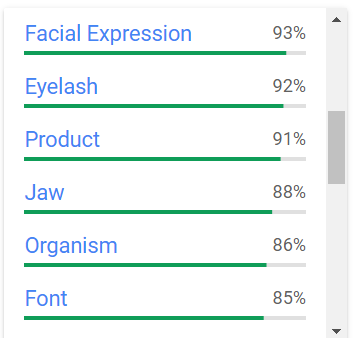 Facial Expression 93%
Eyelash 92%
Product 91%
Jaw 88%
Organism 86%
Font 85%